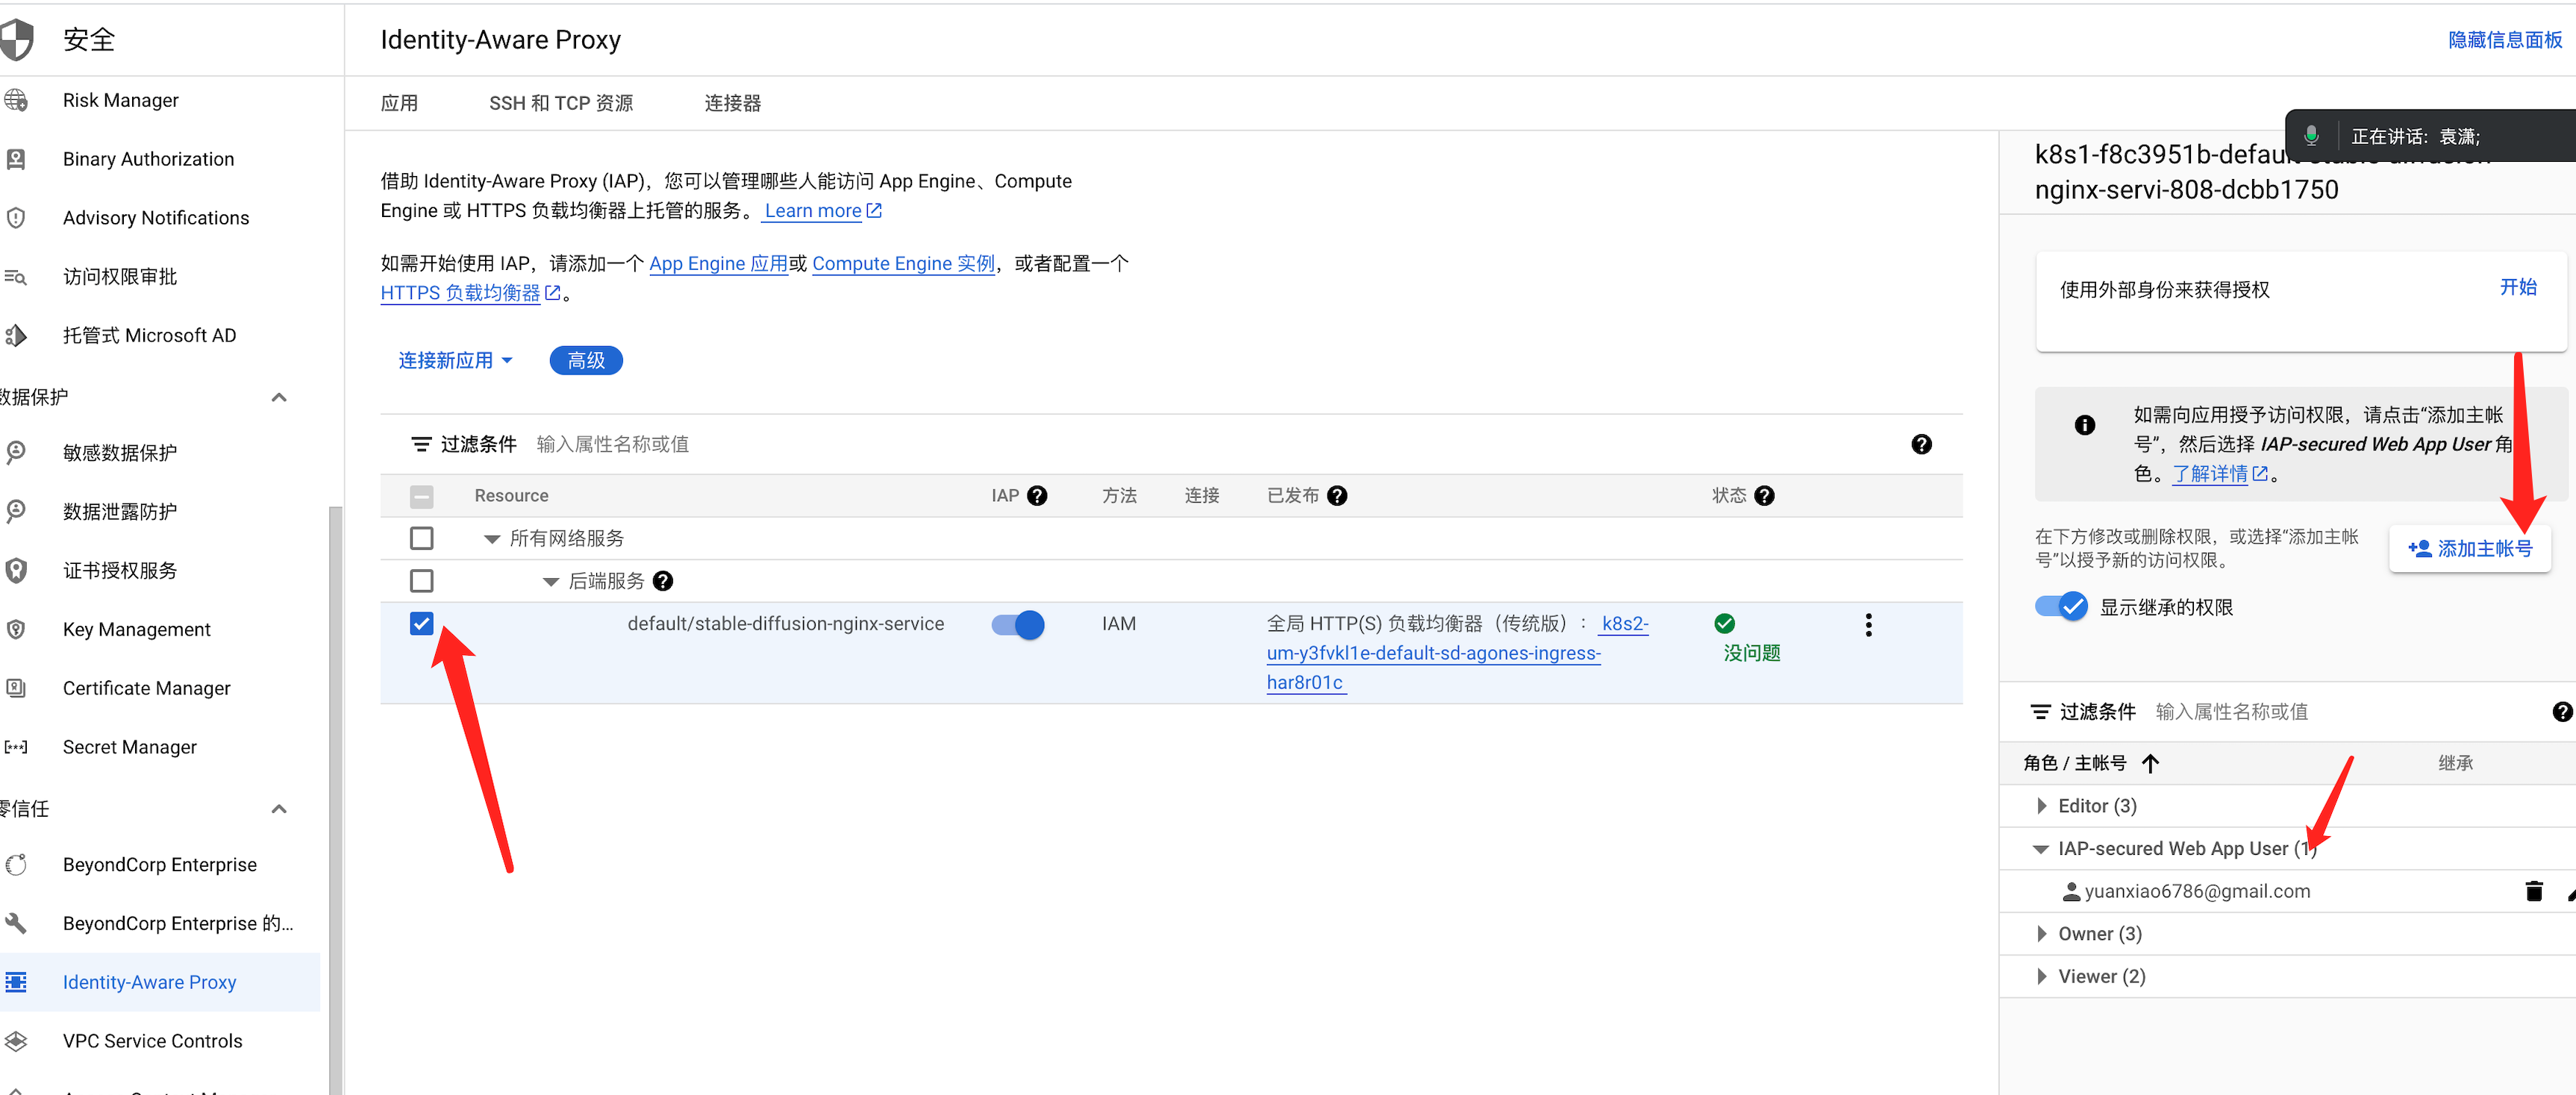 安全
Identity-Aware Proxy
隐藏信息面板
Risk Manager
Binary Authorization
Advisory Notifications
访问权限审批
托管式 Microsoft AD
数据保护
敏感数据保护
数据泄露防护
证书授权服务
Key Management
Certificate Manager
Secret Manager
零信任
BeyondCorp Enterprise
BeyondCorp Enterprise 的...
Identity-Aware Proxy
VPC Service Controls
应用
SSH 和 TCP 资源
连接器
借助 Identity-Aware Proxy (IAP)，您可以管理哪些人能访问 App Engine、Compute
Engine 或 HTTPS 负载均衡器上托管的服务。 Learn more
如需开始使用 IAP，请添加一个 App Engine 应用或 Compute Engine 实例，或者配置一个
HTTPS 负载均衡器。
连接新应用
高级
过滤条件 输入属性名称或值
Resource IAP 方法 连接 已发布 状态
所有网络服务
后端服务
default/stable-diffusion-nginx-service IAM 全局 HTTP(S) 负载均衡器（传统版）： k8s2-
um-y3fvkl1e-default-sd-agones-ingress-
har8r01c
没问题
正在讲话: 袁潇;
k8s1-f8c3951b-defau
nginx-servi-808-dcbb1750
使用外部身份来获得授权 开始
如需向应用授予访问权限，请点击“添加主帐
号”，然后选择 IAP-secured Web App User 角
色。了解详情。
在下方修改或删除权限，或选择“添加主帐
号”以授予新的访问权限。
添加主帐号
显示继承的权限
过滤条件 输入属性名称或值
角色 / 主帐号 继承
Editor (3)
IAP-secured Web App User (1)
yuanxiao6786@gmail.com
Owner (3)
Viewer (2)